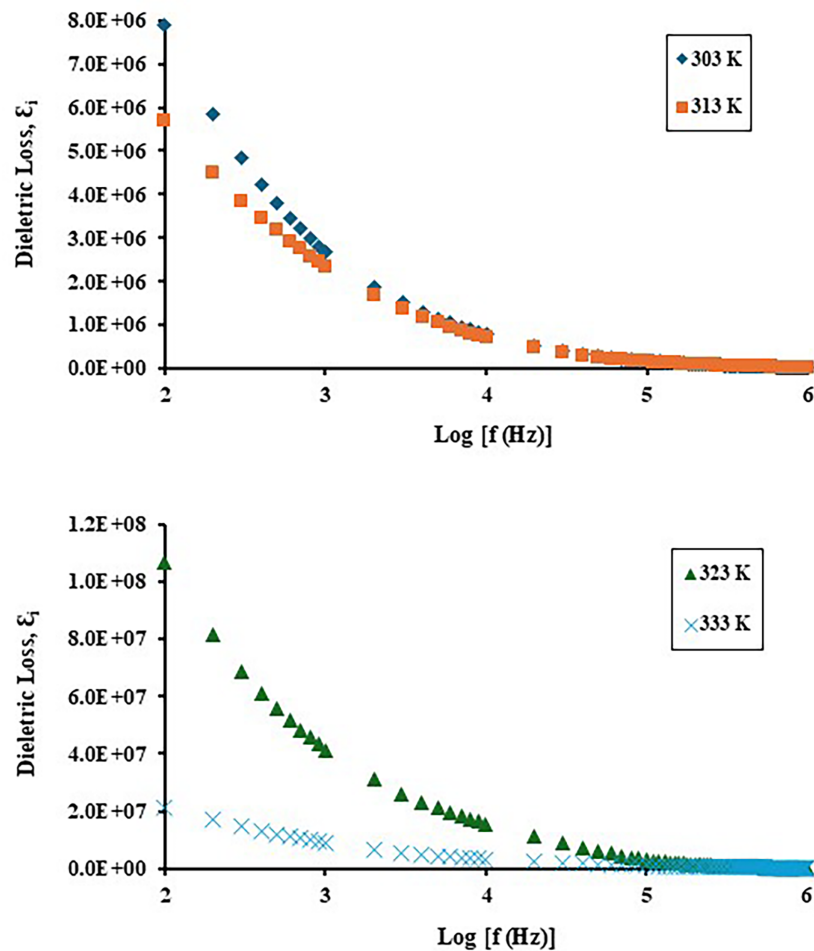 8.0E+06
7.0E+06
6.0E+06
5.0E+06
4.0E+06
3.0E+06
2.0E+06
1.0E+06
0.0E+00
Dieletric Loss, Ɛi
303 K
313 K
2 3 4 5 6
Log [f (Hz)]
1.2E+08
1.0E+08
8.0E+07
6.0E+07
4.0E+07
2.0E+07
0.0E+00
Dieletric Loss, Ɛi
323 K
333 K
2 3 4 5 6
Log [f (Hz)]